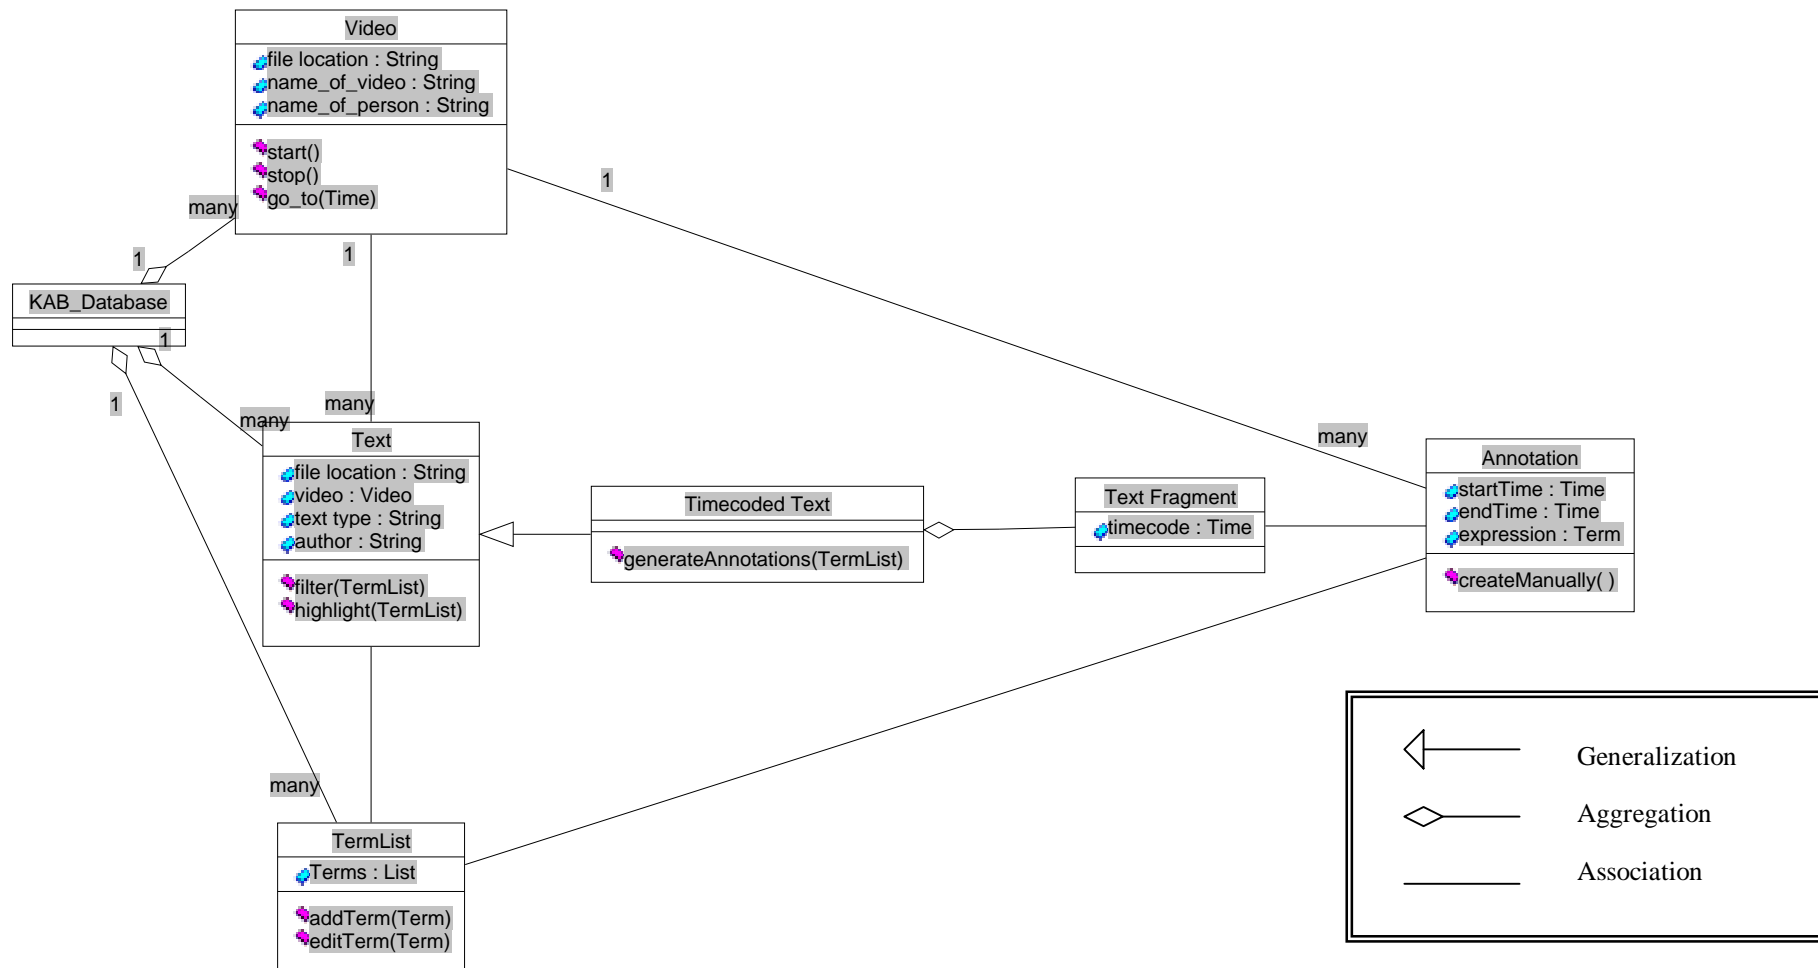 Video
file location : String
name_of_video : String
name_of_person : String
start()
stop()
go_to(Time)
1
many
1
1
KAB_Database
1
1
many
many
many
Text
file location : String
video : Video
text type : String
author : String
filter(TermList)
highlight(TermList)
Timecoded Text
generateAnnotations(TermList)
Text Fragment
timecode : Time
many
Annotation
startTime : Time
endTime : Time
expression : Term
createManually( )
many
TermList
Terms : List
addTerm(Term)
editTerm(Term)
Generalization
Aggregation
Association